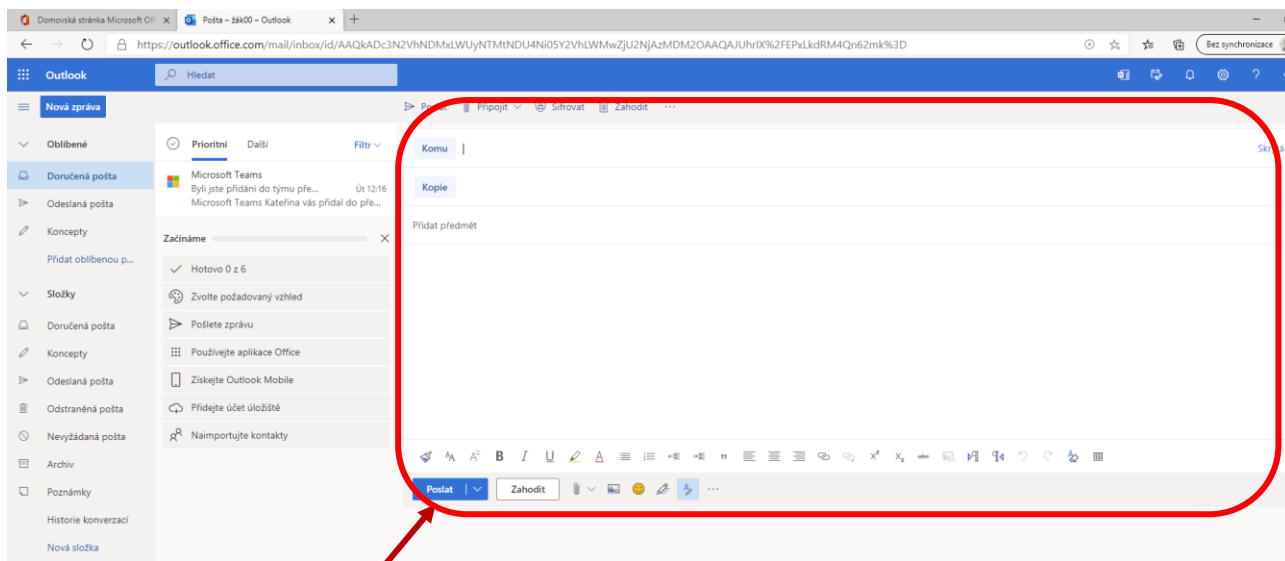 Domovská stránka Microsoft Off
Pošta – žák00 – Outlook
https://outlook.office.com/mail/inbox/id/AAQkADc3N2VhNDMxLWUyNTMtNDU4Ni05Y2VhLWMwZjU2NjAzMDM2OAAQAJUhrIX%2FEPxLkdRM4Qn62mk%3D
Bez synchronizace
Outlook
Hledat
Nová zpráva
Připojit
Šifrovat
Zahodit
Oblíbené
Doručená pošta
Odeslaná pošta
Koncepty
Přidat oblíbenou p...
Složky
Doručená pošta
Koncepty
Odeslaná pošta
Odstraněná pošta
Nevyžádaná pošta
Archiv
Poznámky
Historie konverzací
Nová složka
Prioritní
Další
Filtr
Microsoft Teams
Byli jste přidáni do týmu pře...
Út 12:16
Microsoft Teams Kateřina vás přidal do pře...
Začínáme
Hotovo 0 z 6
Zvolte požadovaný vzhled
Pošlete zprávu
Používejte aplikace Office
Získejte Outlook Mobile
Přidejte účet úložiště
Naimportujte kontakty
Komu
Kopie
Přidat předmět
Poslat
Zahodit